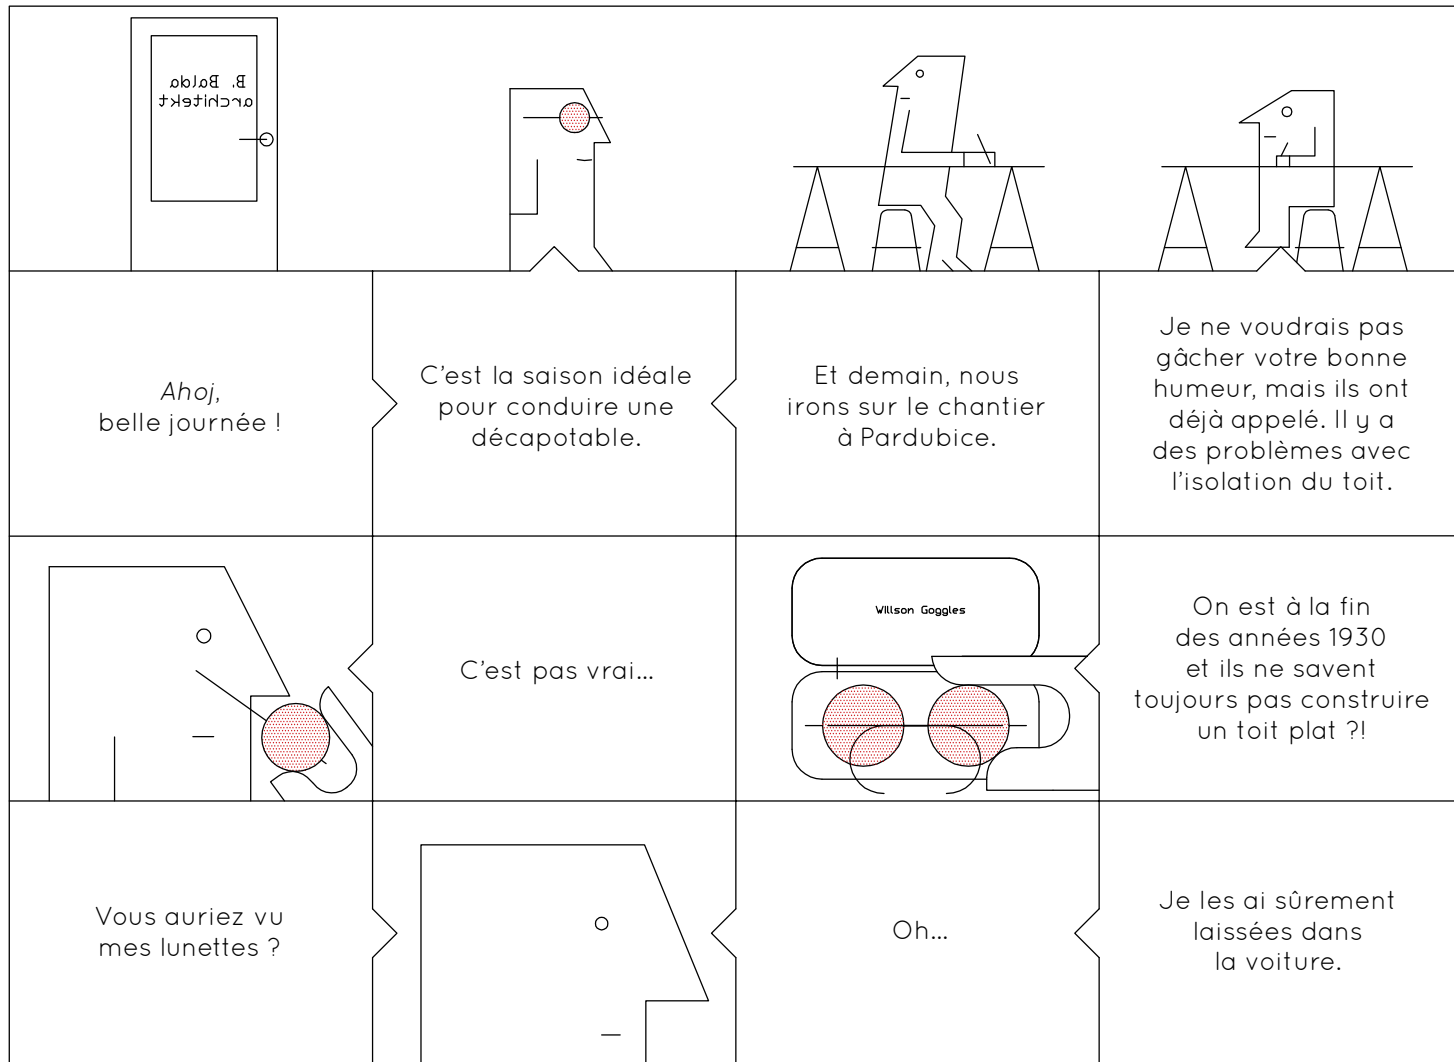 B. Balda
architekt
Ahoj,
belle journée !
C'est la saison idéale
pour conduire une
décapotable.
Et demain, nous
irons sur le chantier
à Pardubice.
Je ne voudrais pas
gâcher votre bonne
humeur, mais ils ont
déjà appelé. Il y a
des problèmes avec
l'isolation du toit.
C'est pas vrai...
Willson Goggles
On est à la fin
des années 1930
et ils ne savent
toujours pas construire
un toit plat ?!
Vous auriez vu
mes lunettes ?
Oh...
Je les ai sûrement
laissées dans
la voiture.